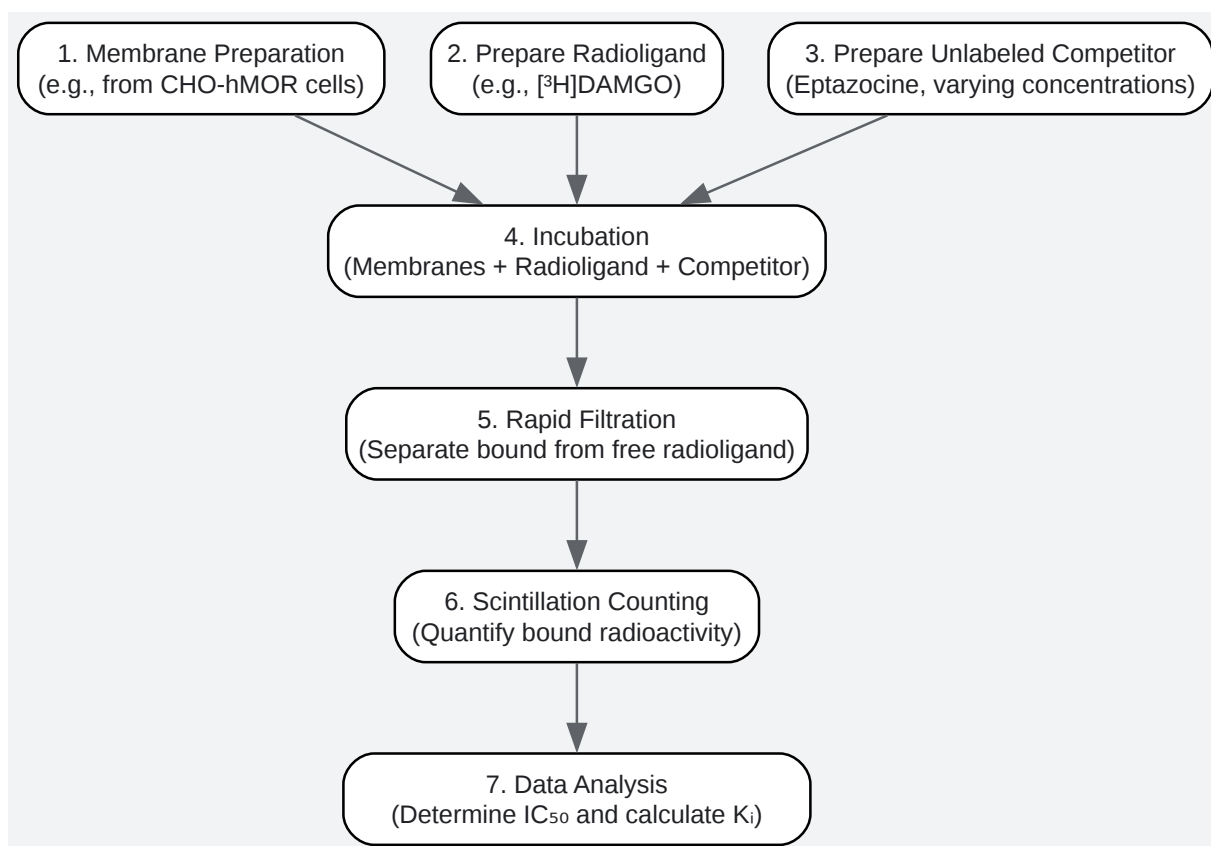 1. Membrane Preparation
(e.g., from CHO-hMOR cells)
2. Prepare Radioligand
(e.g., [³H]DAMGO)
3. Prepare Unlabeled Competitor
(Eptazocine, varying concentrations)
4. Incubation
(Membranes + Radioligand + Competitor)
5. Rapid Filtration
(Separate bound from free radioligand)
6. Scintillation Counting
(Quantify bound radioactivity)
7. Data Analysis
(Determine IC₅₀ and calculate Kᵢ)